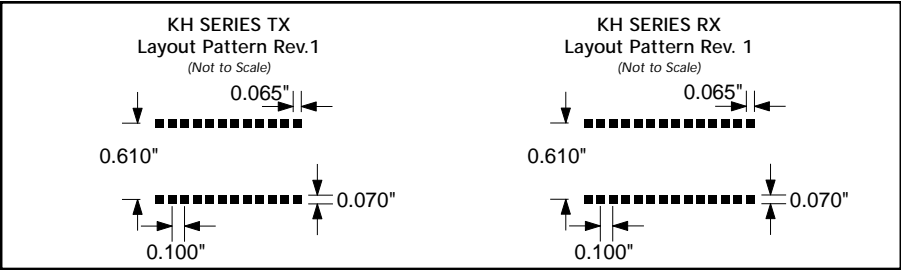 KH SERIES TX
Layout Pattern Rev.1
(Not to Scale)
0.065"
0.610"
0.070"
0.100"
KH SERIES RX
Layout Pattern Rev. 1
(Not to Scale)
0.065"
0.610"
0.070"
0.100"